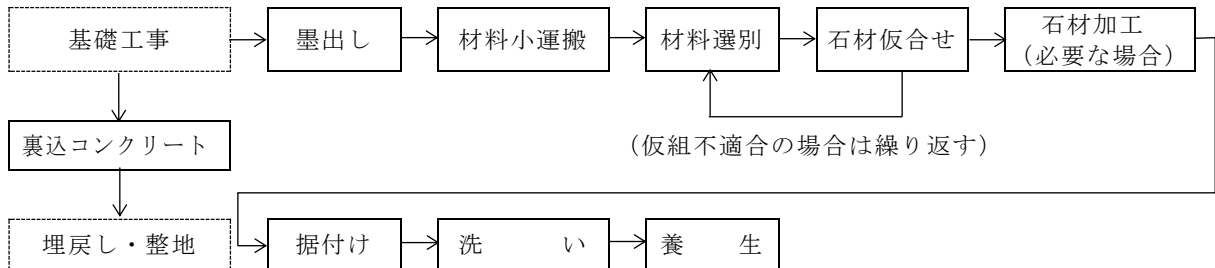 基礎工事
墨出し
材料小運搬
材料選別
石材仮合せ
石材加工
（必要な場合）
裏込コンクリート
（仮組不適合の場合は繰り返す）
埋戻し・整地
据付け
洗　い
養　生